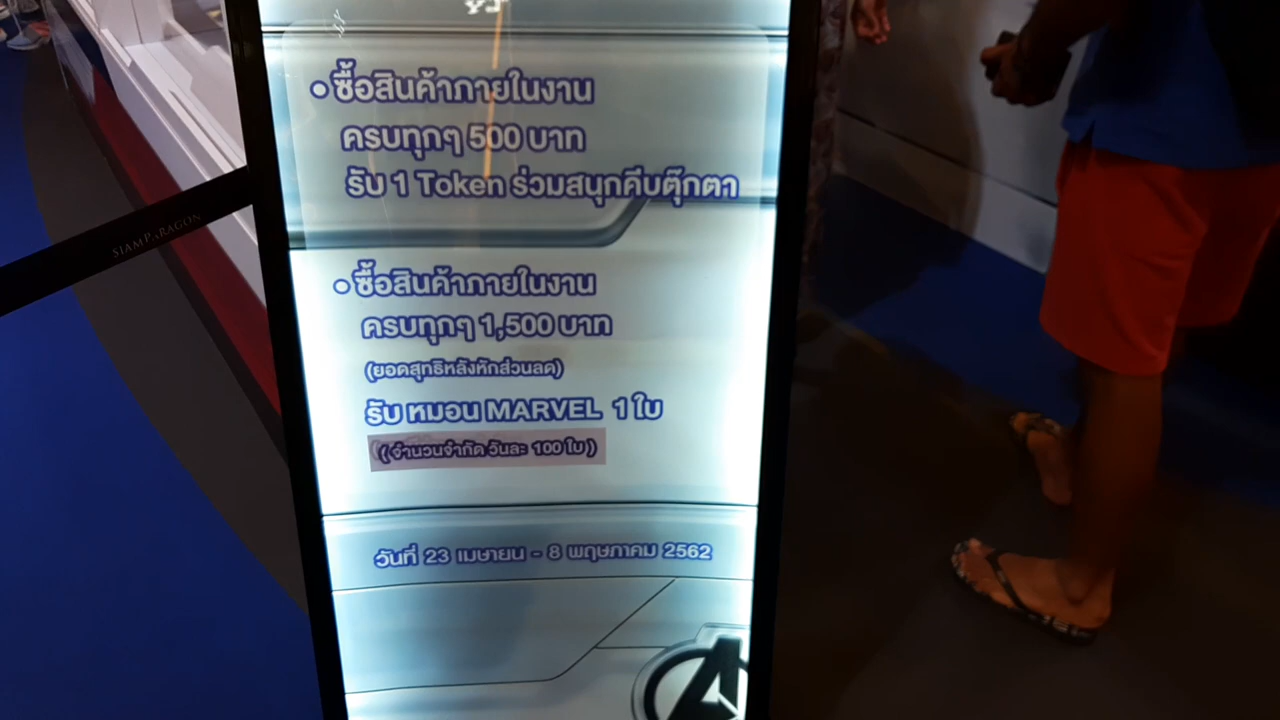 • ซื้อสินค้าภายในงาน
ครบทุกๆ 500 บาท
รับ 1 Token ร่วมสนุกคีบตุ๊กตา
• ซื้อสินค้าภายในงาน
ครบทุกๆ 1,500 บาท
(ยอดสุทธิหลังหักส่วนลด)
รับ หมอน MARVEL 1 ใบ
(จำนวนจำกัด วันละ 100 ใบ)
วันที่ 23 เมษายน - 8 พฤษภาคม 2562
SIAM PARAGON